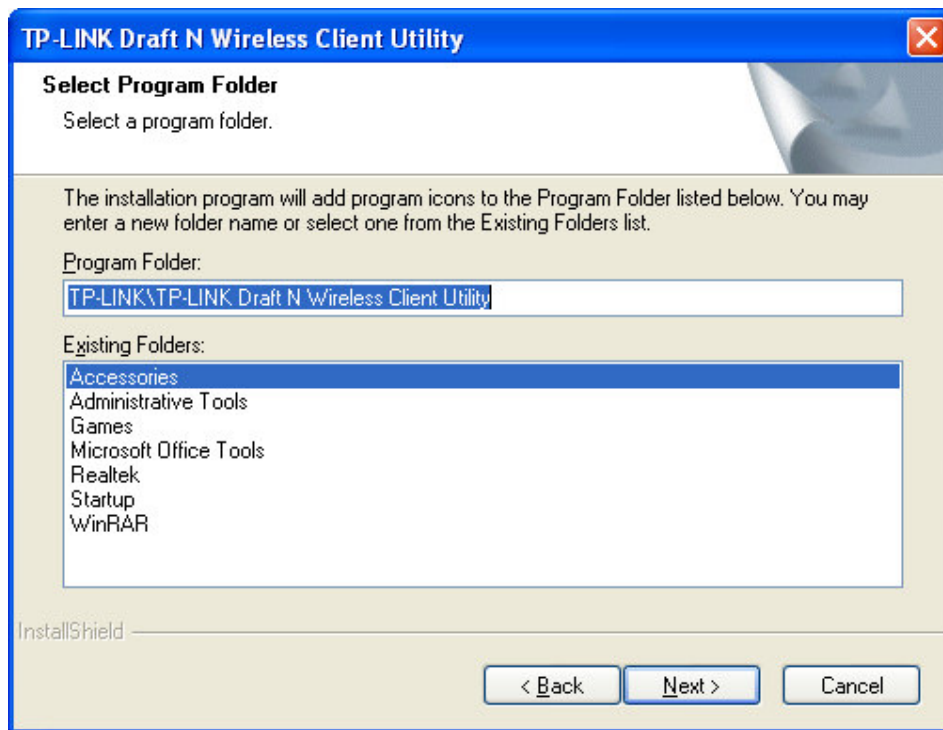 TP-LINK Draft N Wireless Client Utility
Select Program Folder
Select a program folder.
The installation program will add program icons to the Program Folder listed below. You may
enter a new folder name or select one from the Existing Folders list.
Program Folder:
TP-LINK\TP-LINK Draft N Wireless Client Utility
Existing Folders:
Accessories
Administrative Tools
Games
Microsoft Office Tools
Realtek
Startup
WinRAR
InstallShield
< Back Next > Cancel